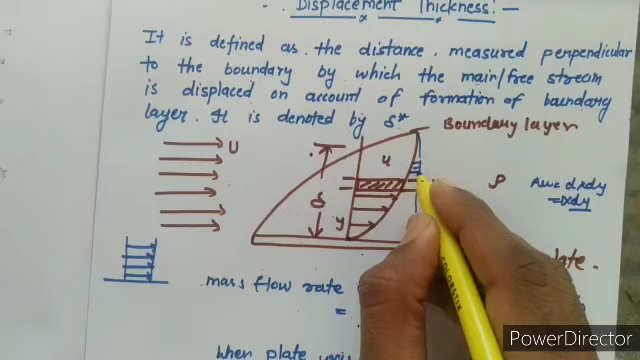 Displacement Thickness:-
It is defined as the distance measured perpendicular
to the boundary by which the main/free stream
is displaced on account of formation of boundary
layer. It is denoted by δ*
Boundary layer
U
u
δ
y
ρ
= xdy
mass flow rate
=
When plate
COLORSTIX
PowerDirector